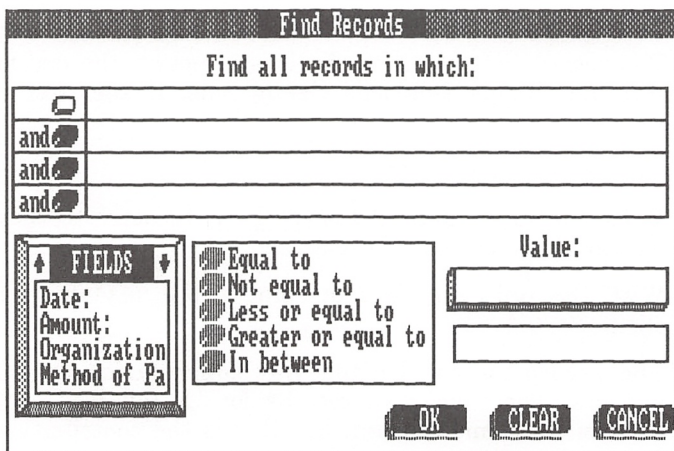 Find Records
Find all records in which:
and
and
and
FIELDS
Date:
Amount:
Organization
Method of Pa
Equal to
Not equal to
Less or equal to
Greater or equal to
In between
Value:
OK CLEAR CANCEL